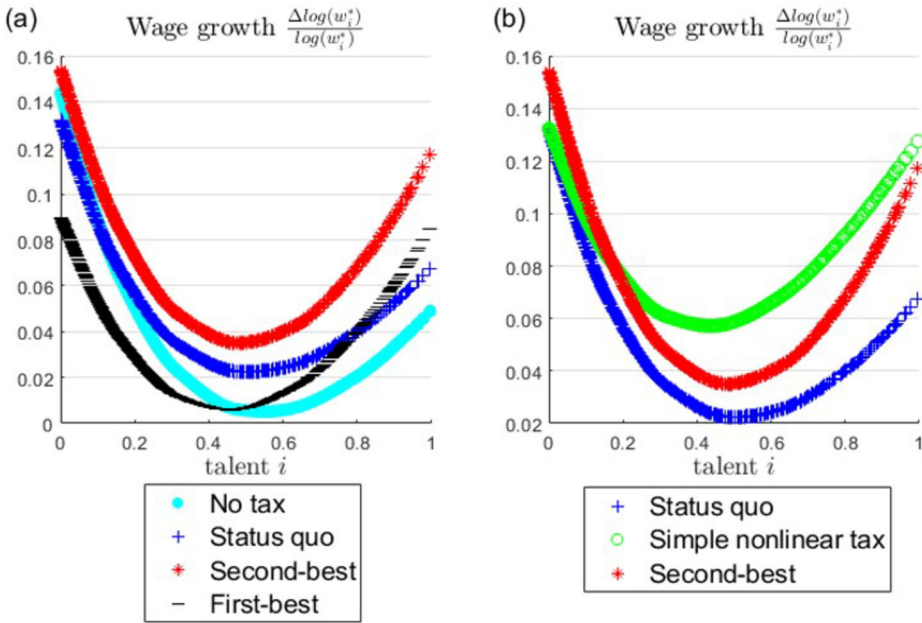 (a)
Wage growth Δlog(w_i^*)/log(w_i^*)
0.16
0.14
0.12
0.1
0.08
0.06
0.04
0.02
0
0 0.2 0.4 0.6 0.8 1
talent i
No tax
Status quo
Second-best
First-best
(b)
Wage growth Δlog(w_i^*)/log(w_i^*)
0.16
0.14
0.12
0.1
0.08
0.06
0.04
0.02
0 0.2 0.4 0.6 0.8 1
talent i
Status quo
Simple nonlinear tax
Second-best